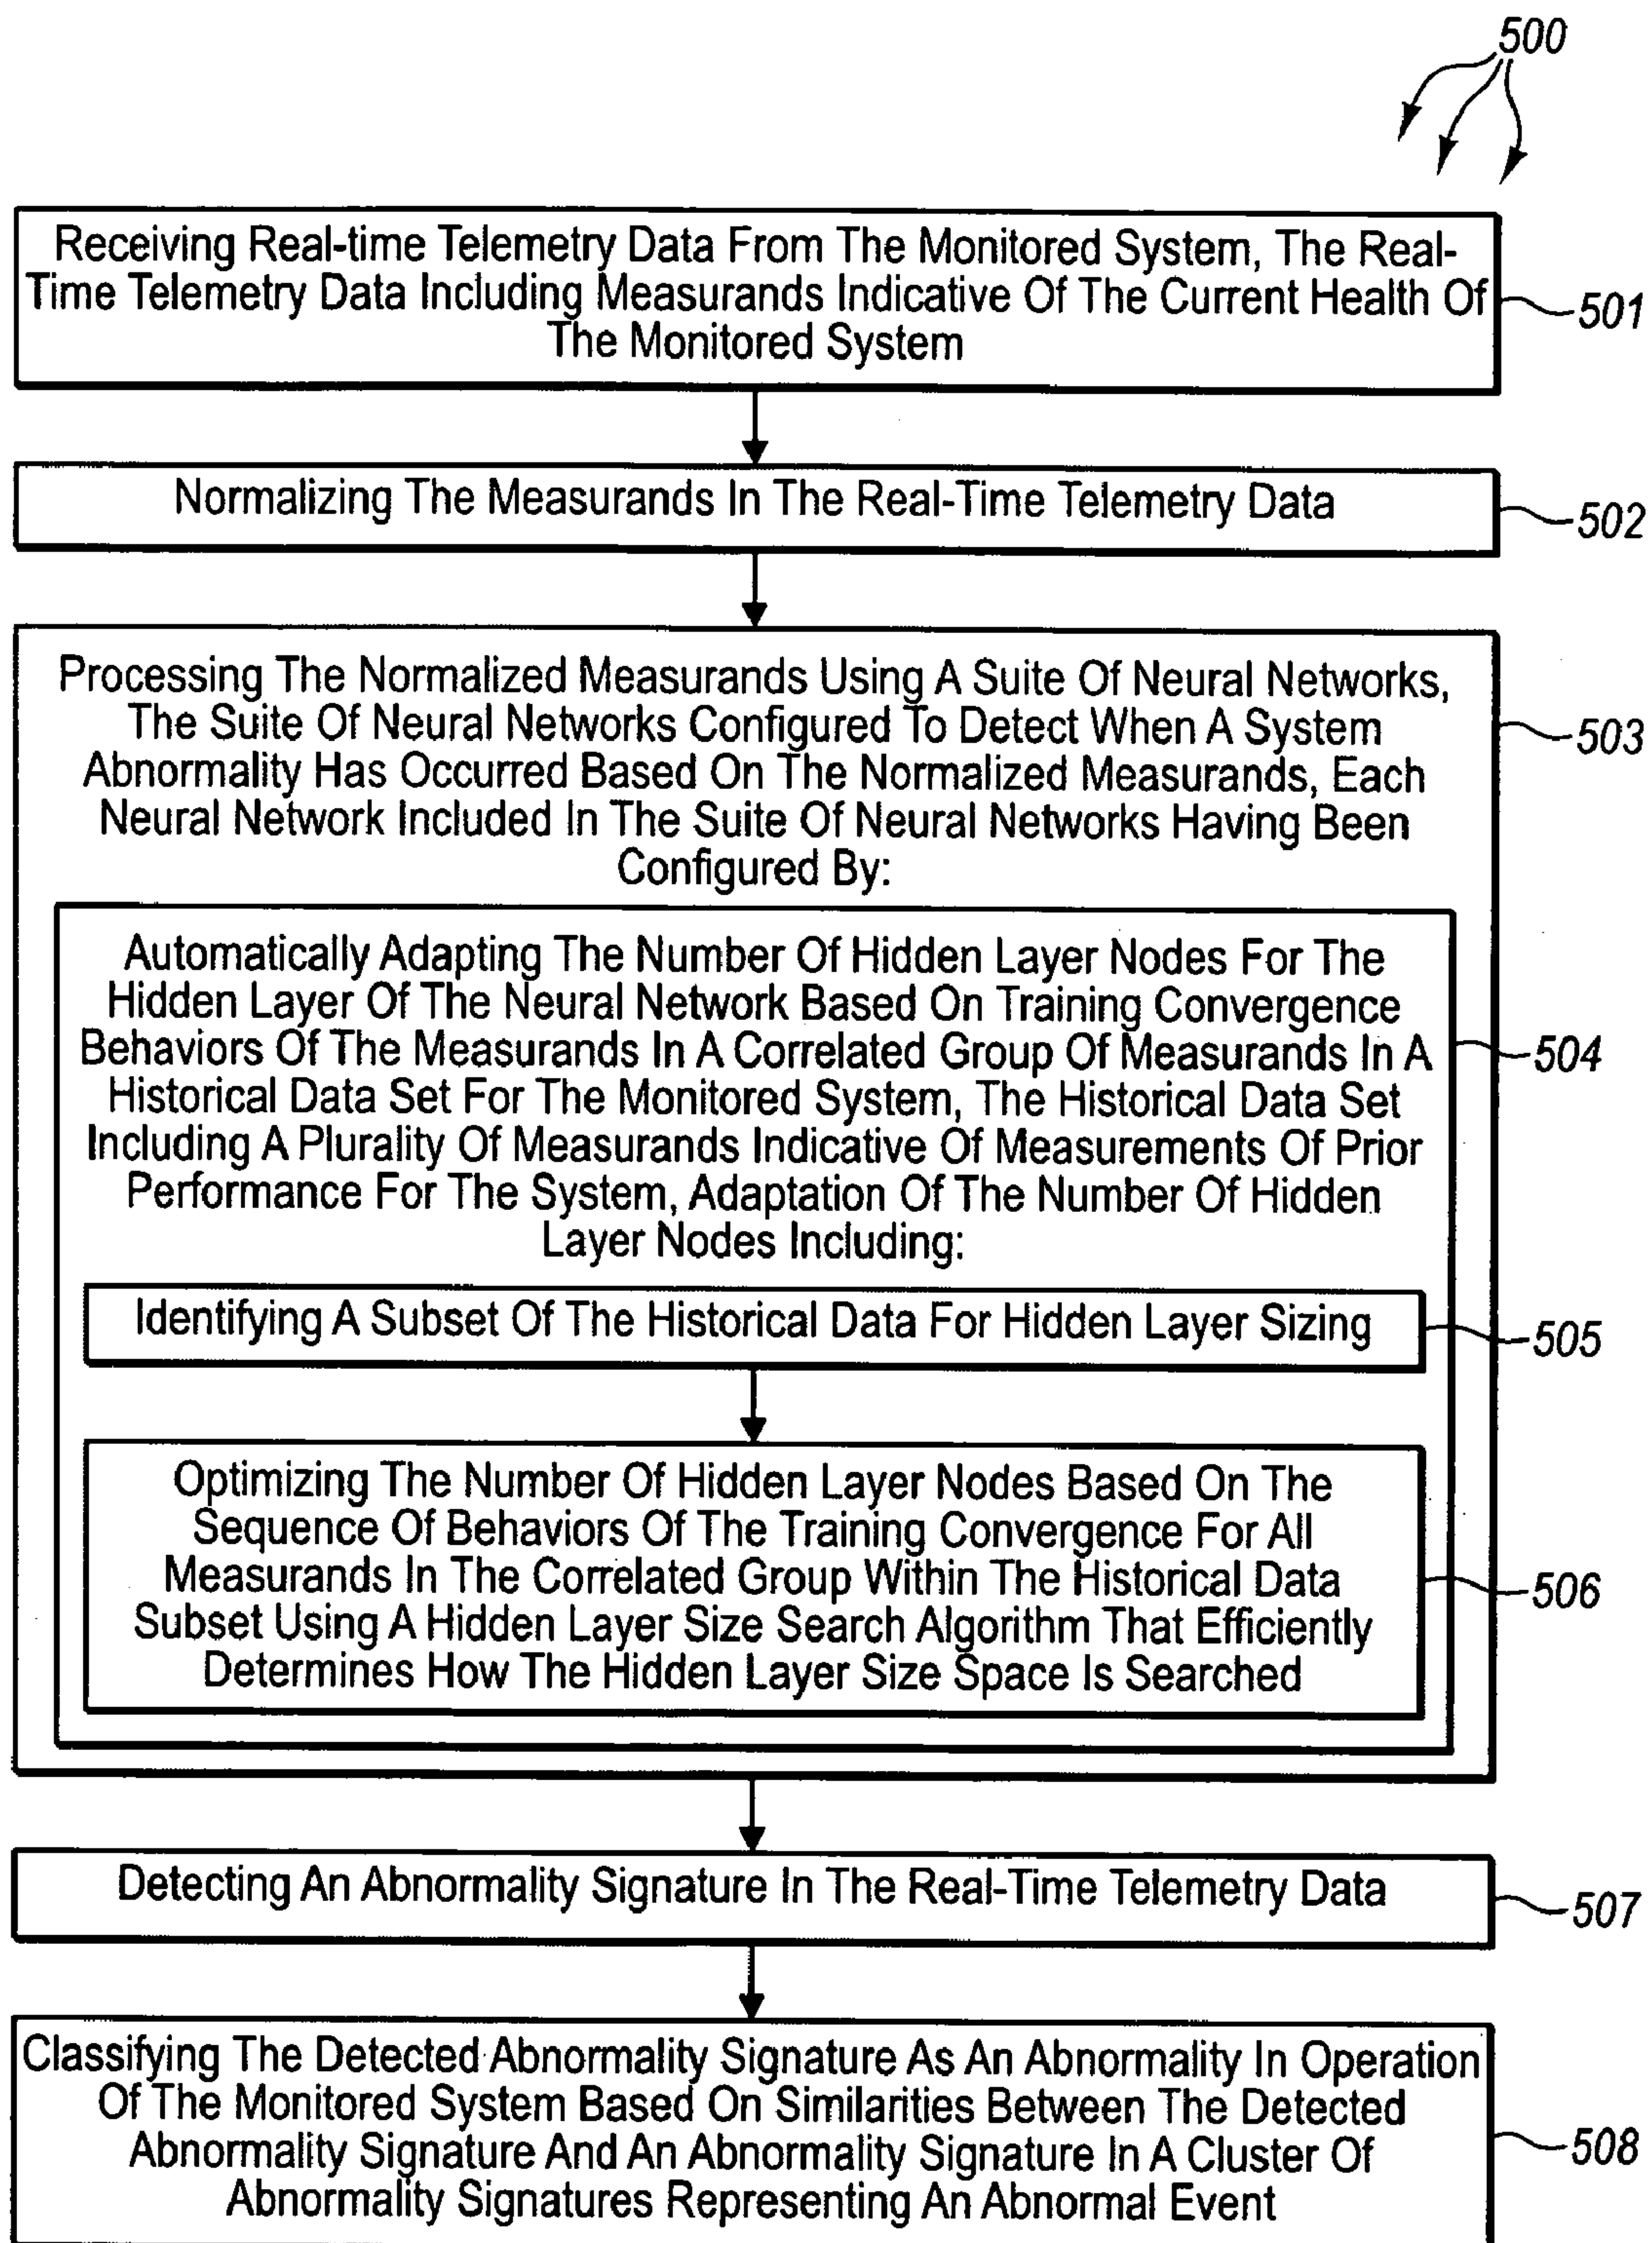 500
Receiving Real-time Telemetry Data From The Monitored System, The Real-
Time Telemetry Data Including Measurands Indicative Of The Current Health Of
The Monitored System
501
Normalizing The Measurands In The Real-Time Telemetry Data
502
Processing The Normalized Measurands Using A Suite Of Neural Networks,
The Suite Of Neural Networks Configured To Detect When A System
Abnormality Has Occurred Based On The Normalized Measurands, Each
Neural Network Included In The Suite Of Neural Networks Having Been
Configured By:
503
Automatically Adapting The Number Of Hidden Layer Nodes For The
Hidden Layer Of The Neural Network Based On Training Convergence
Behaviors Of The Measurands In A Correlated Group Of Measurands In A
Historical Data Set For The Monitored System, The Historical Data Set
Including A Plurality Of Measurands Indicative Of Measurements Of Prior
Performance For The System, Adaptation Of The Number Of Hidden
Layer Nodes Including:
504
Identifying A Subset Of The Historical Data For Hidden Layer Sizing
505
Optimizing The Number Of Hidden Layer Nodes Based On The
Sequence Of Behaviors Of The Training Convergence For All
Measurands In The Correlated Group Within The Historical Data
Subset Using A Hidden Layer Size Search Algorithm That Efficiently
Determines How The Hidden Layer Size Space Is Searched
506
Detecting An Abnormality Signature In The Real-Time Telemetry Data
507
Classifying The Detected Abnormality Signature As An Abnormality In Operation
Of The Monitored System Based On Similarities Between The Detected
Abnormality Signature And An Abnormality Signature In A Cluster Of
Abnormality Signatures Representing An Abnormal Event
508